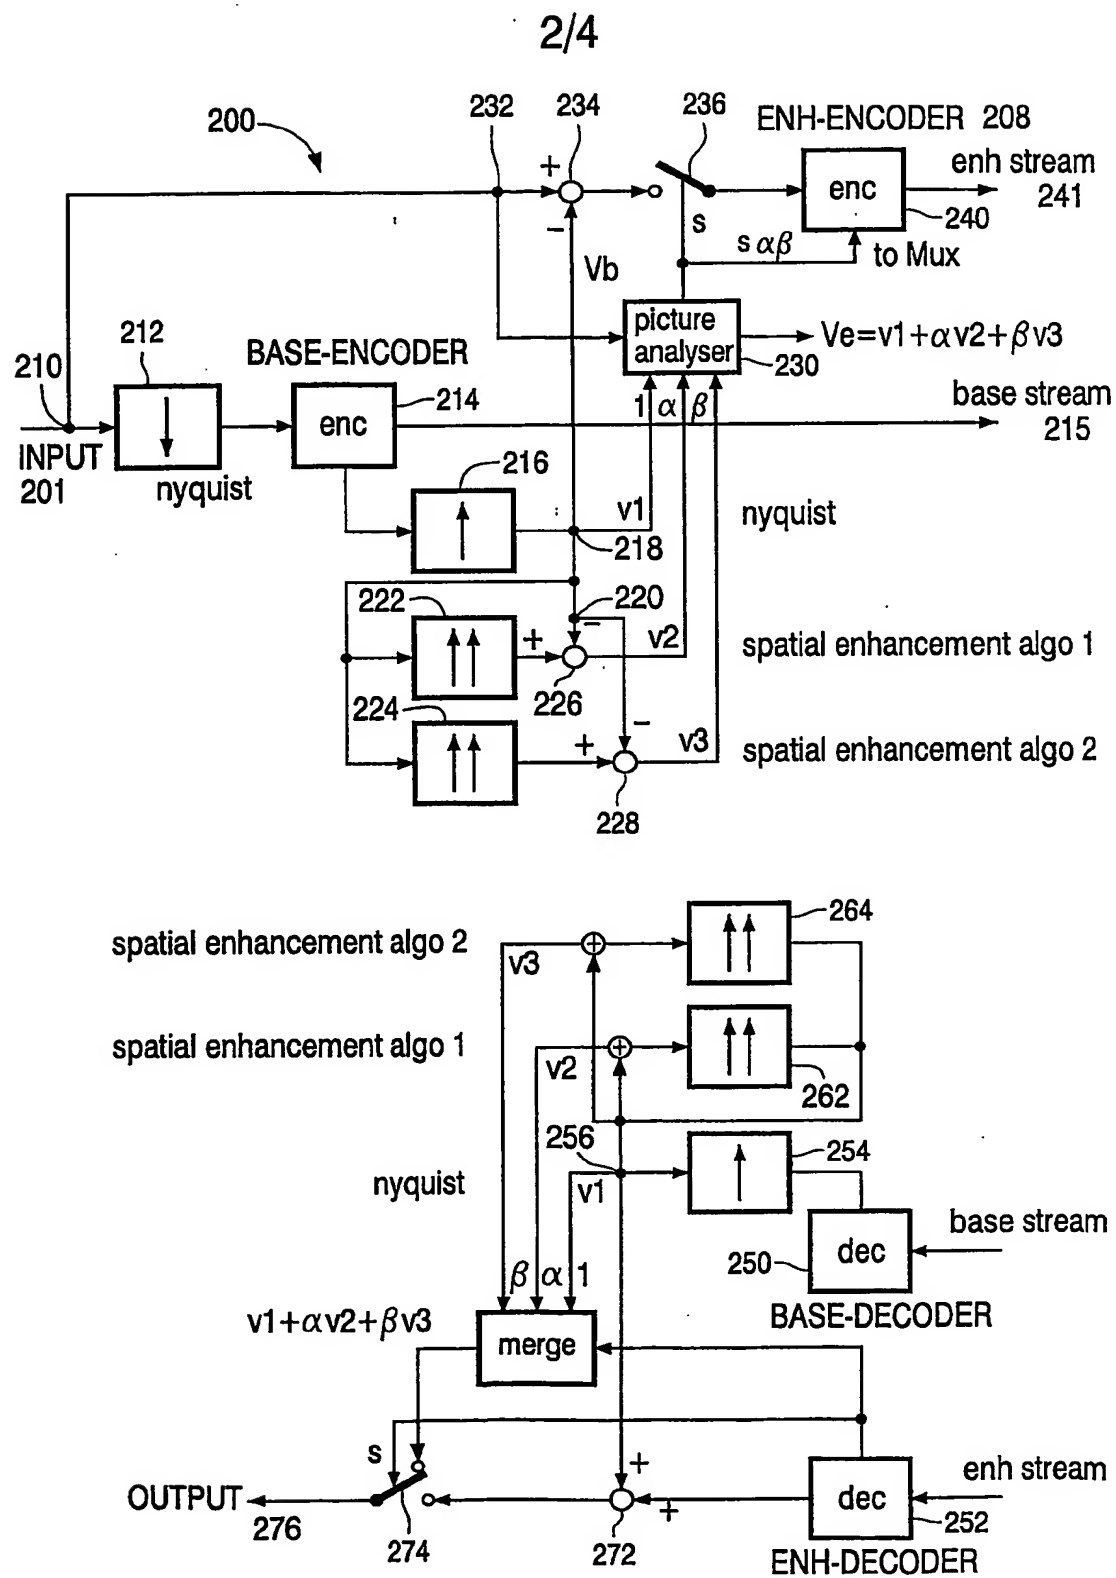 2/4
200
232
234
236
ENH-ENCODER 208
enh stream
241
+
enc
240
−
s
s αβ
to Mux
Vb
picture
analyser
230
Ve=v1+αv2+βv3
210
212
BASE-ENCODER
214
enc
1 α β
base stream
215
INPUT
201
nyquist
216
v1
218
nyquist
222
220
−
+
v2
226
spatial enhancement algo 1
224
−
+
v3
228
spatial enhancement algo 2
264
spatial enhancement algo 2
v3
+
spatial enhancement algo 1
v2
+
262
256
254
nyquist
v1
base stream
dec
250
BASE-DECODER
β α 1
v1+αv2+βv3
merge
s
+
enh stream
OUTPUT
276
274
272
+
dec
252
ENH-DECODER